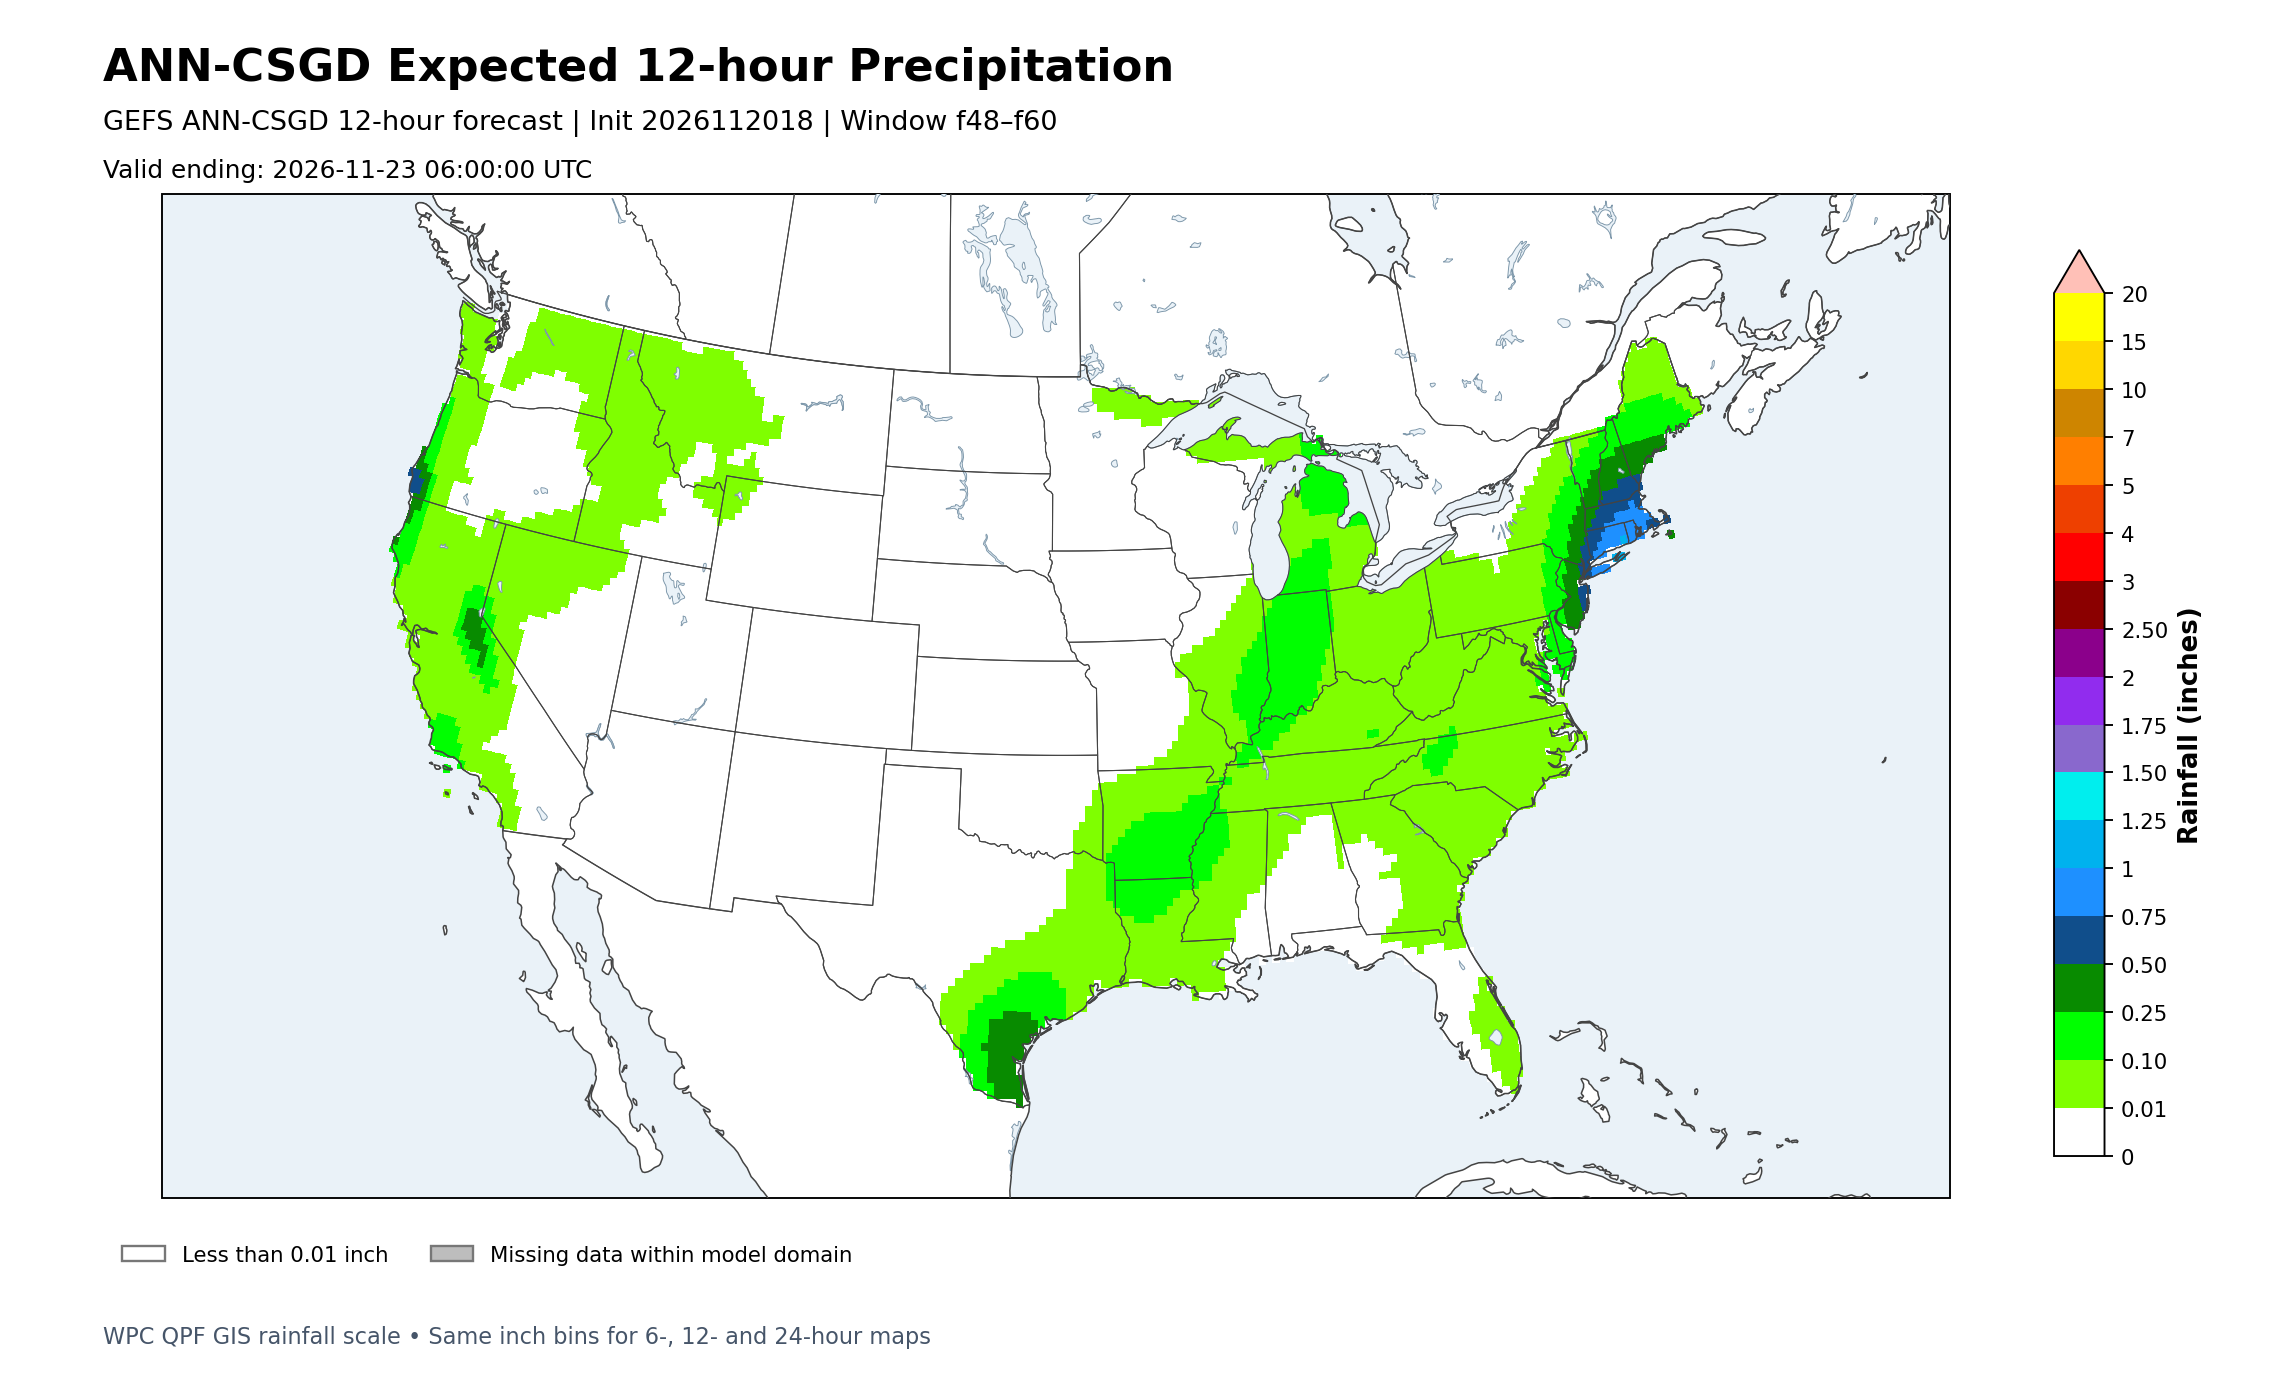 ANN-CSGD Expected 12-hour Precipitation
GEFS ANN-CSGD 12-hour forecast | Init 2026112018 | Window f48–f60
Valid ending: 2026-11-23 06:00:00 UTC
20
15
10
7
5
4
3
2.50
2
1.75
1.50
1.25
1
0.75
0.50
0.25
0.10
0.01
0
Rainfall (inches)
Less than 0.01 inch
Missing data within model domain
WPC QPF GIS rainfall scale • Same inch bins for 6-, 12- and 24-hour maps